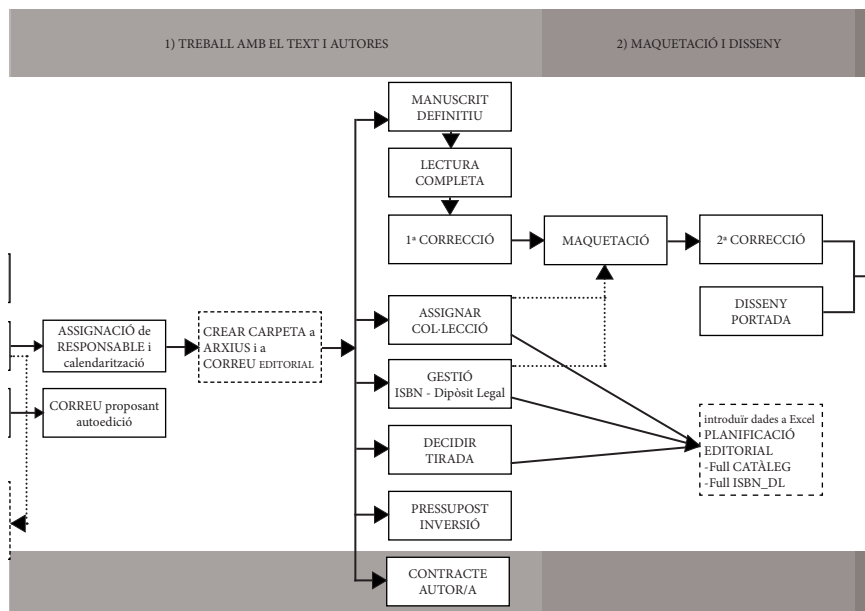 1) TREBALL AMB EL TEXT I AUTORES
2) MAQUETACIÓ I DISSENY
MANUSCRIT
DEFINITIU
LECTURA
COMPLETA
1ª CORRECCIÓ
MAQUETACIÓ
2ª CORRECCIÓ
DISSENY
PORTADA
ASSIGNACIÓ de
RESPONSABLE i
calendarització
CREAR CARPETA a
ARXIUS i a
CORREU EDITORIAL
ASSIGNAR
COL·LECCIÓ
GESTIÓ
ISBN - Dipòsit Legal
CORREU proposant
autoedició
DECIDIR
TIRADA
introduïr dades a Excel
PLANIFICACIÓ
EDITORIAL
-Full CATÀLEG
-Full ISBN_DL
PRESSUPOST
INVERSIÓ
CONTRACTE
AUTOR/A